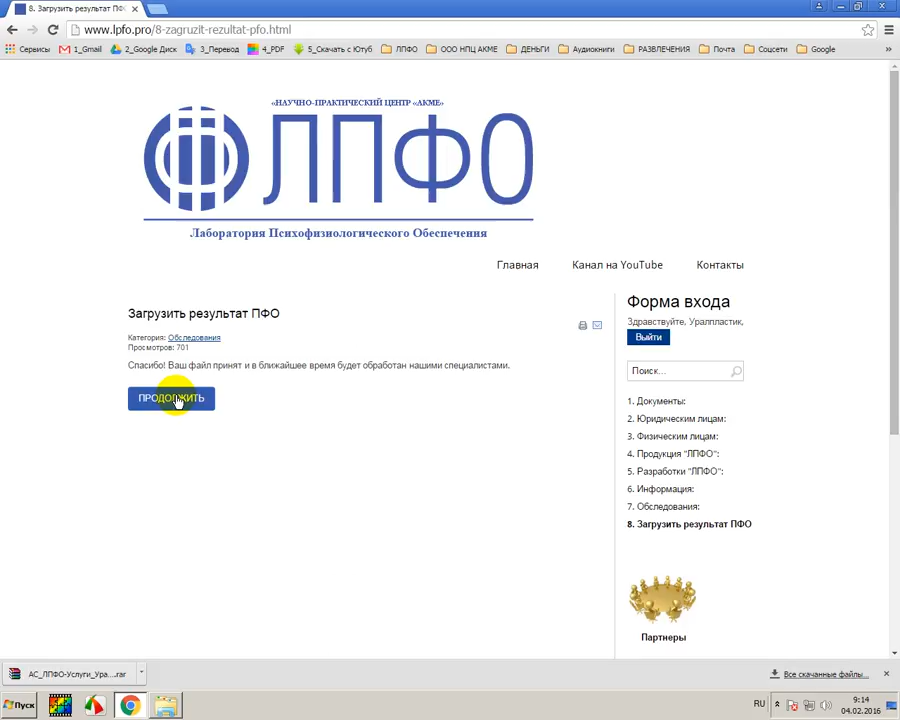 8. Загрузить результат ПФО
www.lpfo.pro/8-zagruzit-rezultat-pfo.html
Сервисы 1_Gmail 2_Google Диск 3_Перевод 4_PDF 5_Скачать с Ютуб ЛПФО ООО НПЦ АКМЕ ДЕНЬГИ Аудиокниги РАЗВЛЕЧЕНИЯ Почта Соцсети Google »
«НАУЧНО-ПРАКТИЧЕСКИЙ ЦЕНТР «АКМЕ»
ЛПФО
Лаборатория Психофизиологического Обеспечения
Главная Канал на YouTube Контакты
Загрузить результат ПФО
Категория: Обследования
Просмотров: 701
Спасибо! Ваш файл принят и в ближайшее время будет обработан нашими специалистами.
ПРОДОЛЖИТЬ
Форма входа
Здравствуйте, Уралпластик,
Выйти
Поиск...
1. Документы:
2. Юридическим лицам:
3. Физическим лицам:
4. Продукция "ЛПФО":
5. Разработки "ЛПФО":
6. Информация:
7. Обследования:
8. Загрузить результат ПФО
Партнеры
АС_ЛПФО-Услуги_Ура....rar
Все скачанные файлы...
Пуск
RU
9:14
04.02.2016